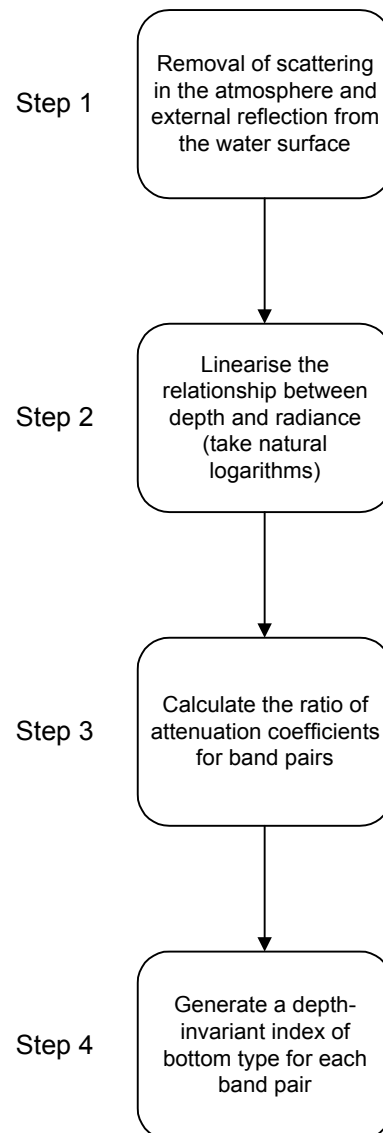 Step 1
Removal of scattering
in the atmosphere and
external reflection from
the water surface
Step 2
Linearise the
relationship between
depth and radiance
(take natural
logarithms)
Step 3
Calculate the ratio of
attenuation coefficients
for band pairs
Step 4
Generate a depth-
invariant index of
bottom type for each
band pair